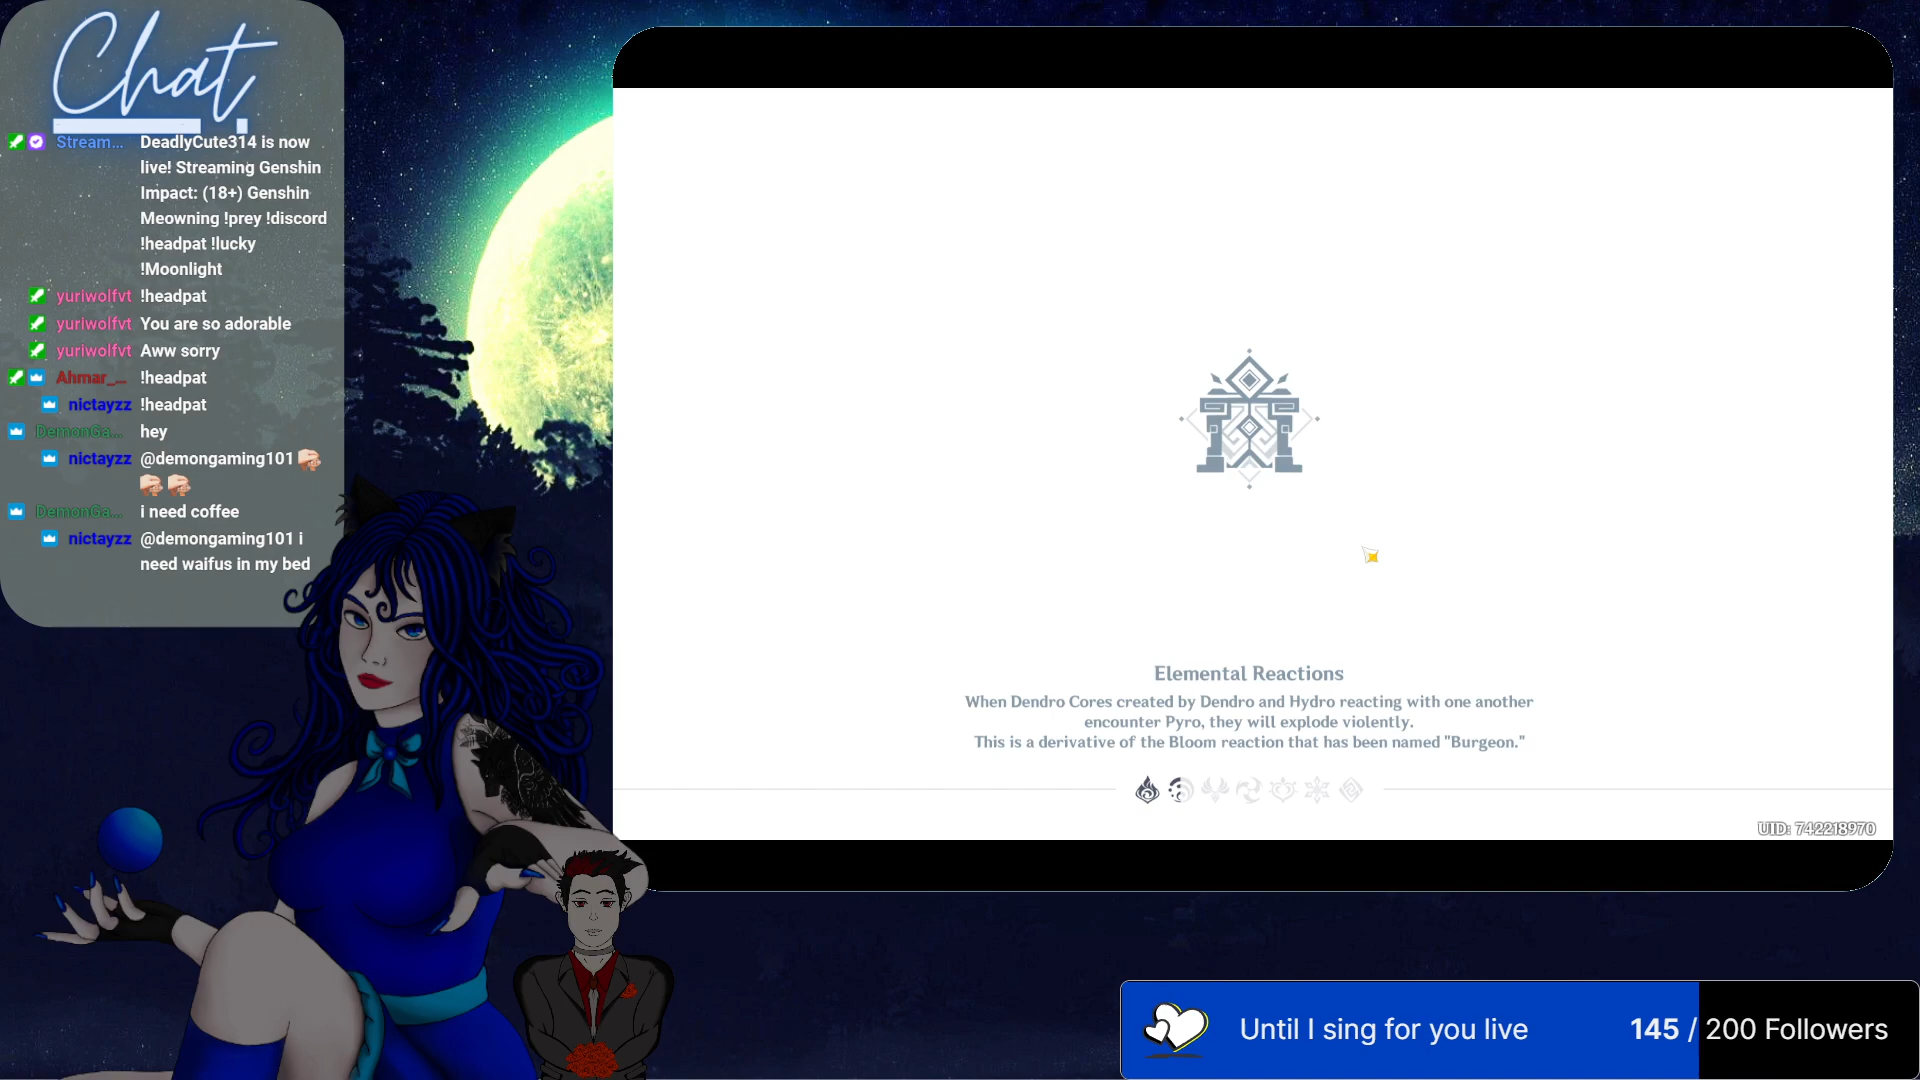 Chat
Stream... DeadlyCute314 is now
live! Streaming Genshin
Impact: (18+) Genshin
Meowning !prey !discord
!headpat !lucky
!Moonlight
yuriwolfvt !headpat
yuriwolfvt You are so adorable
yuriwolfvt Aww sorry
Ahmar_... !headpat
nictayzz !headpat
DemonGa... hey
nictayzz @demongaming101
DemonGa... i need coffee
nictayzz @demongaming101 i
need waifus in my bed
Elemental Reactions
When Dendro Cores created by Dendro and Hydro reacting with one another
encounter Pyro, they will explode violently.
This is a derivative of the Bloom reaction that has been named "Burgeon."
UID: 742218970
Until I sing for you live 145 / 200 Followers